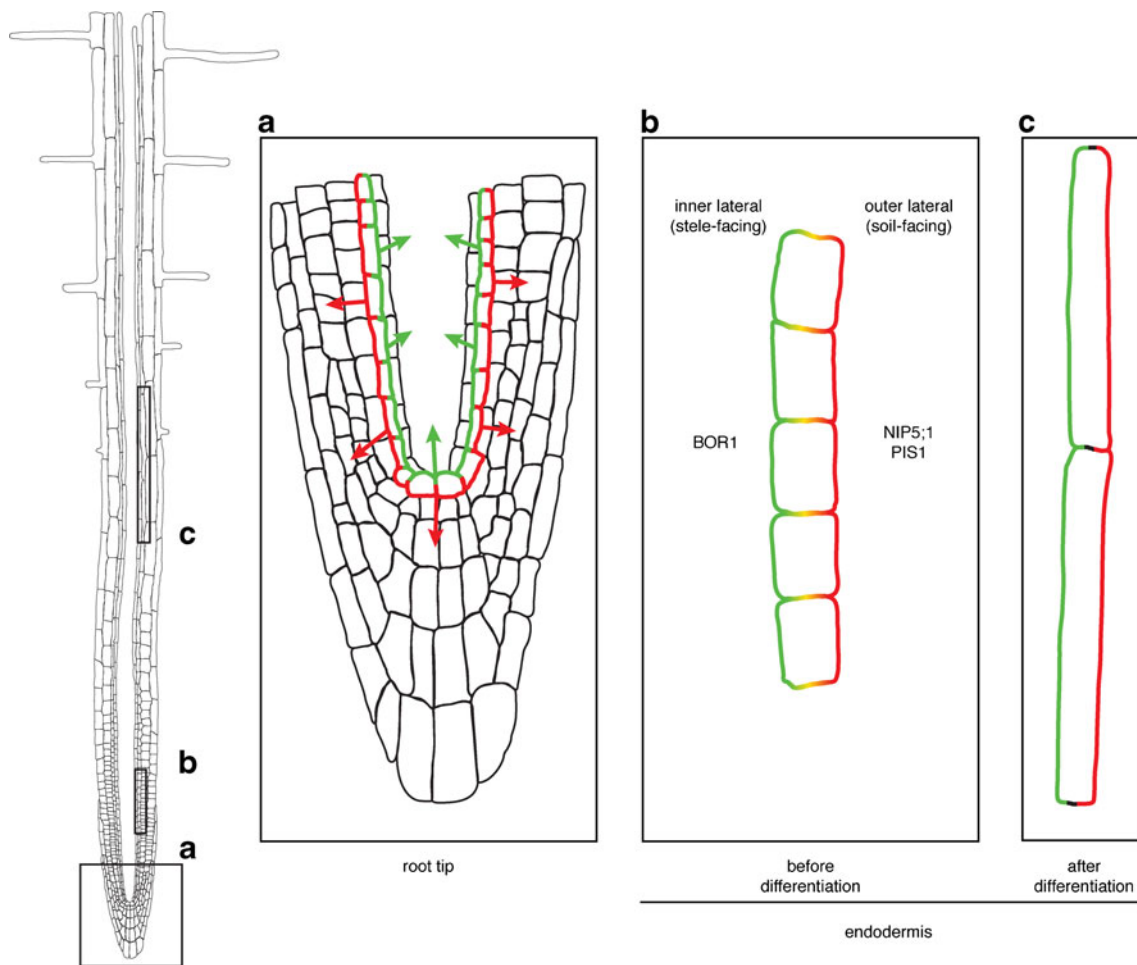 c
b
a
a
root tip
b
inner lateral
(stele-facing)
outer lateral
(soil-facing)
BOR1
NIP5;1
PIS1
before
differentiation
c
after
differentiation
endodermis